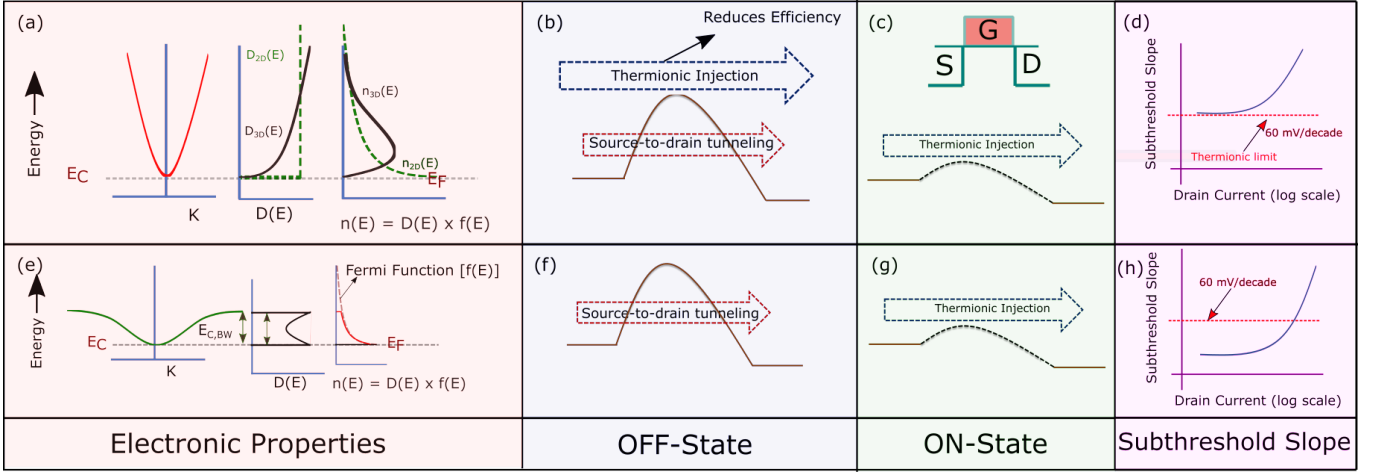 (a)
Energy
E_C
K
D_2D(E)
D_3D(E)
D(E)
n_3D(E)
n_2D(E)
E_F
n(E) = D(E) x f(E)
(b)
Reduces Efficiency
Thermionic Injection
Source-to-drain tunneling
(c)
G
S
D
Thermionic Injection
(d)
Subthreshold Slope
60 mV/decade
Thermionic limit
Drain Current (log scale)
(e)
Energy
E_C
K
E_C,BW
D(E)
Fermi Function [f(E)]
E_F
n(E) = D(E) x f(E)
(f)
Source-to-drain tunneling
(g)
Thermionic Injection
(h)
Subthreshold Slope
60 mV/decade
Drain Current (log scale)
Electronic Properties
OFF-State
ON-State
Subthreshold Slope